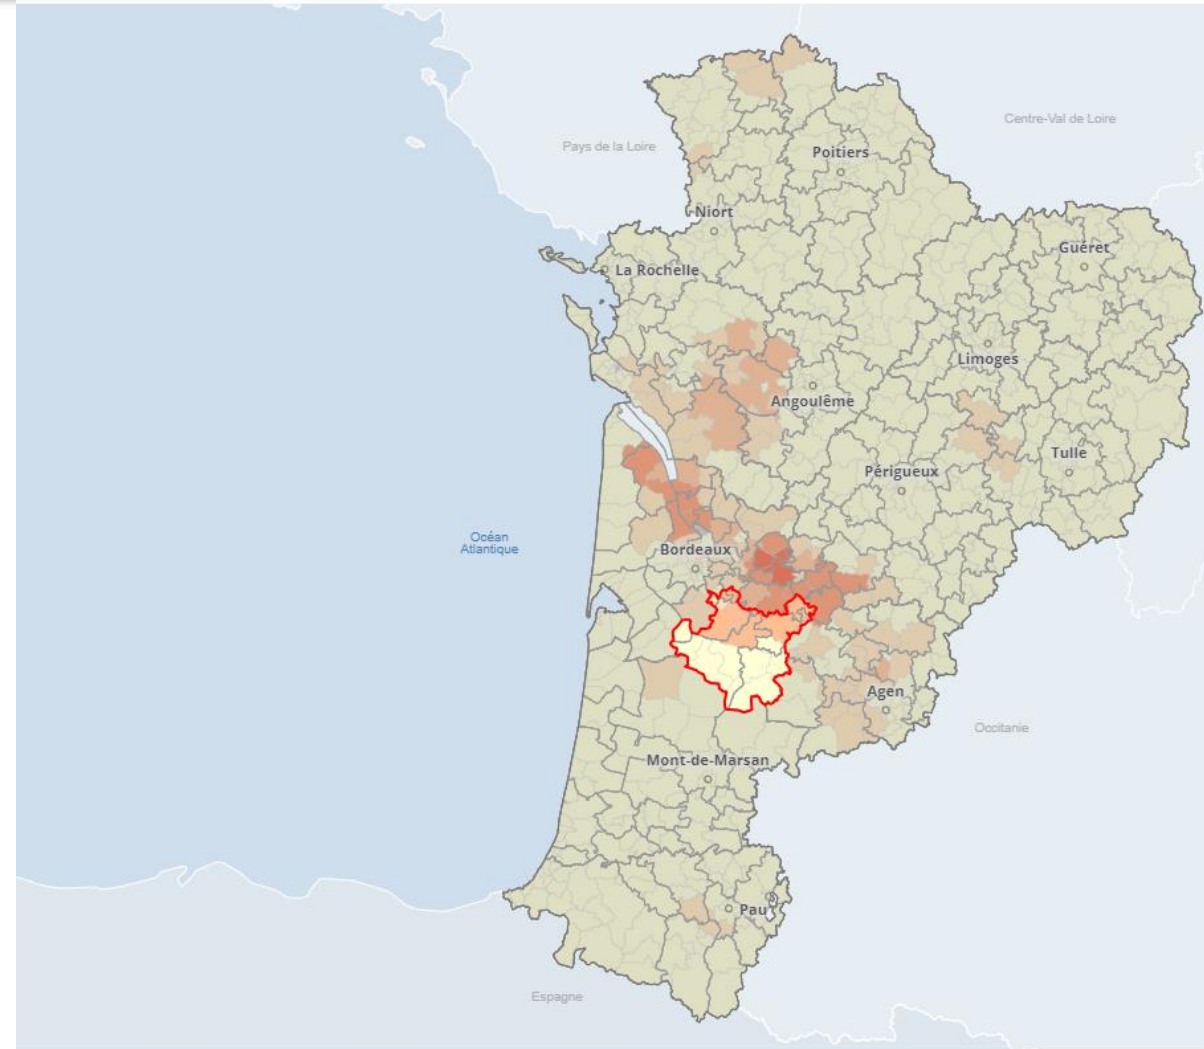 Centre-Val de Loire
Pays de la Loire
Poitiers
Niort
Guéret
La Rochelle
Limoges
Angoulême
Tulle
Périgueux
Océan
Atlantique
Bordeaux
Agen
Occitanie
Mont-de-Marsan
Pau
Espagne